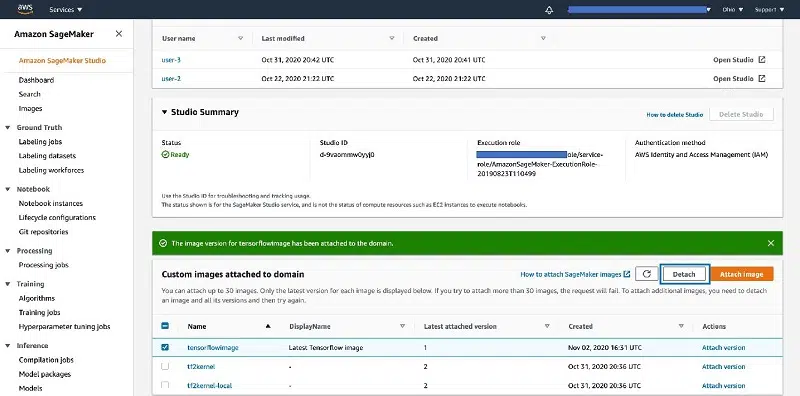 aws Services Ohio Support
Amazon SageMaker
Amazon SageMaker Studio
Dashboard
Search
Images
Ground Truth
Labeling jobs
Labeling datasets
Labeling workforces
Notebook
Notebook instances
Lifecycle configurations
Git repositories
Processing
Processing jobs
Training
Algorithms
Training jobs
Hyperparameter tuning jobs
Inference
Compilation jobs
Model packages
Models
User name Last modified Created
user-3 Oct 31, 2020 20:42 UTC Oct 31, 2020 20:41 UTC Open Studio
user-2 Oct 22, 2020 21:22 UTC Oct 22, 2020 21:22 UTC Open Studio
Studio Summary How to delete Studio Delete Studio
Status Studio ID Execution role Authentication method
Ready d-9vaommw0yyj0 ole/service- AWS Identity and Access Management (IAM)
role/AmazonSageMaker-ExecutionRole-
20190823T110499
Use the Studio ID for troubleshooting and tracking usage.
The status shown is for the SageMaker Studio service, and is not the status of compute resources such as EC2 instances to execute notebooks.
The image version for tensorflowimage has been attached to the domain.
Custom images attached to domain How to attach SageMaker images Detach Attach image
You can attach up to 30 images. Only the latest version for each image is displayed below. If you try to attach more than 30 images, the request will fail. To attach additional images, you need to detach
an image and all its versions and then try again.
Name DisplayName Latest attached version Created Actions
tensorflowimage Latest Tensorflow image 1 Nov 02, 2020 16:31 UTC Attach version
tf2kernel - 2 Oct 31, 2020 20:36 UTC Attach version
tf2kernel-local - 2 Oct 31, 2020 20:36 UTC Attach version